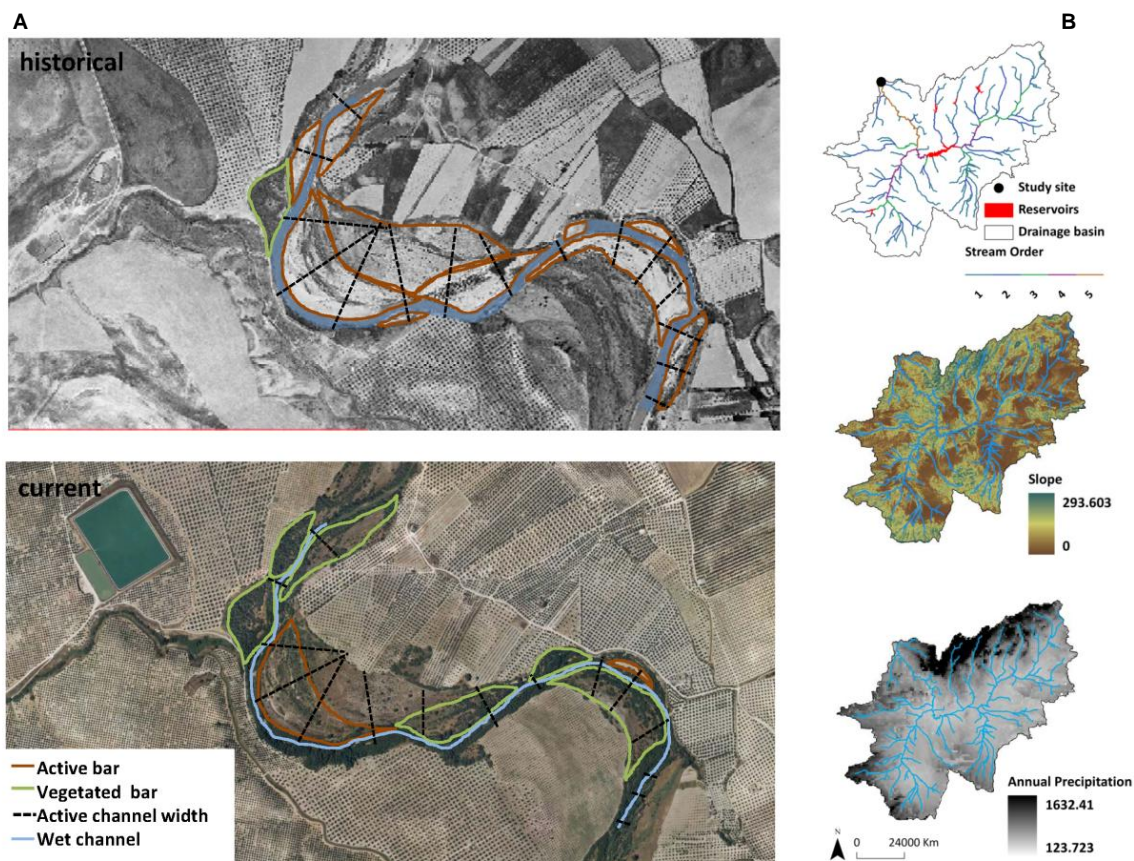 A
historical
current
Active bar
Vegetated bar
Active channel width
Wet channel
B
Study site
Reservoirs
Drainage basin
Stream Order
1 2 3 4 5
Slope
293.603
0
Annual Precipitation
1632.41
123.723
N
0 24000 Km